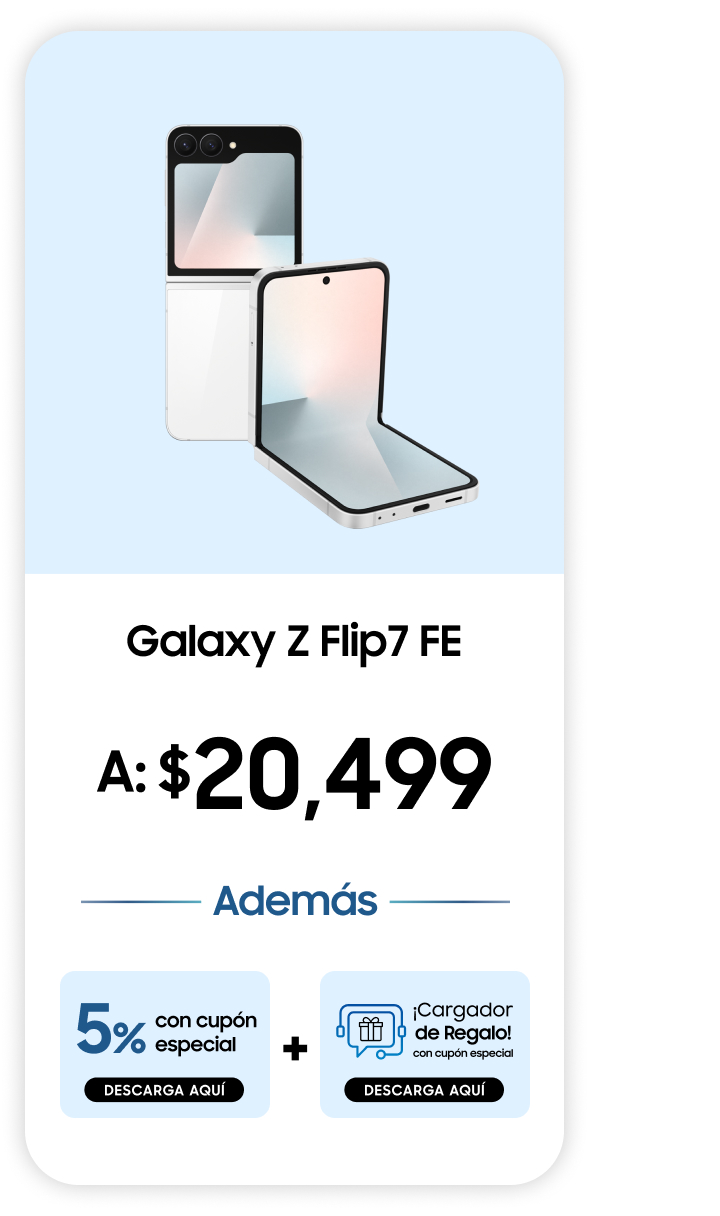 Galaxy Z Flip7 FE
A: $20,499
Además
5% con cupón
especial
DESCARGA AQUÍ
+
¡Cargador
de Regalo!
con cupón especial
DESCARGA AQUÍ